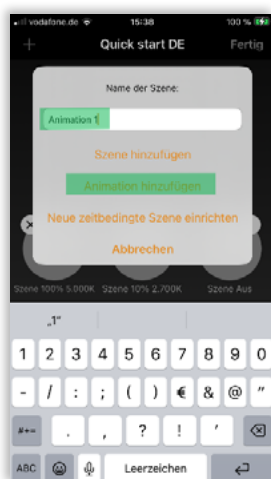 vodafone.de 15:38 100 %
Quick start DE Fertig
Name der Szene:
Animation 1
Szene hinzufügen
Animation hinzufügen
Neue zeitbedingte Szene einrichten
Abbrechen
Szene 100% 5.000K Szene 10% 2.700K Szene Aus
„1“
1 2 3 4 5 6 7 8 9 0
- / : ; ( ) € & @ "
#+= . , ? ! '
ABC Leerzeichen